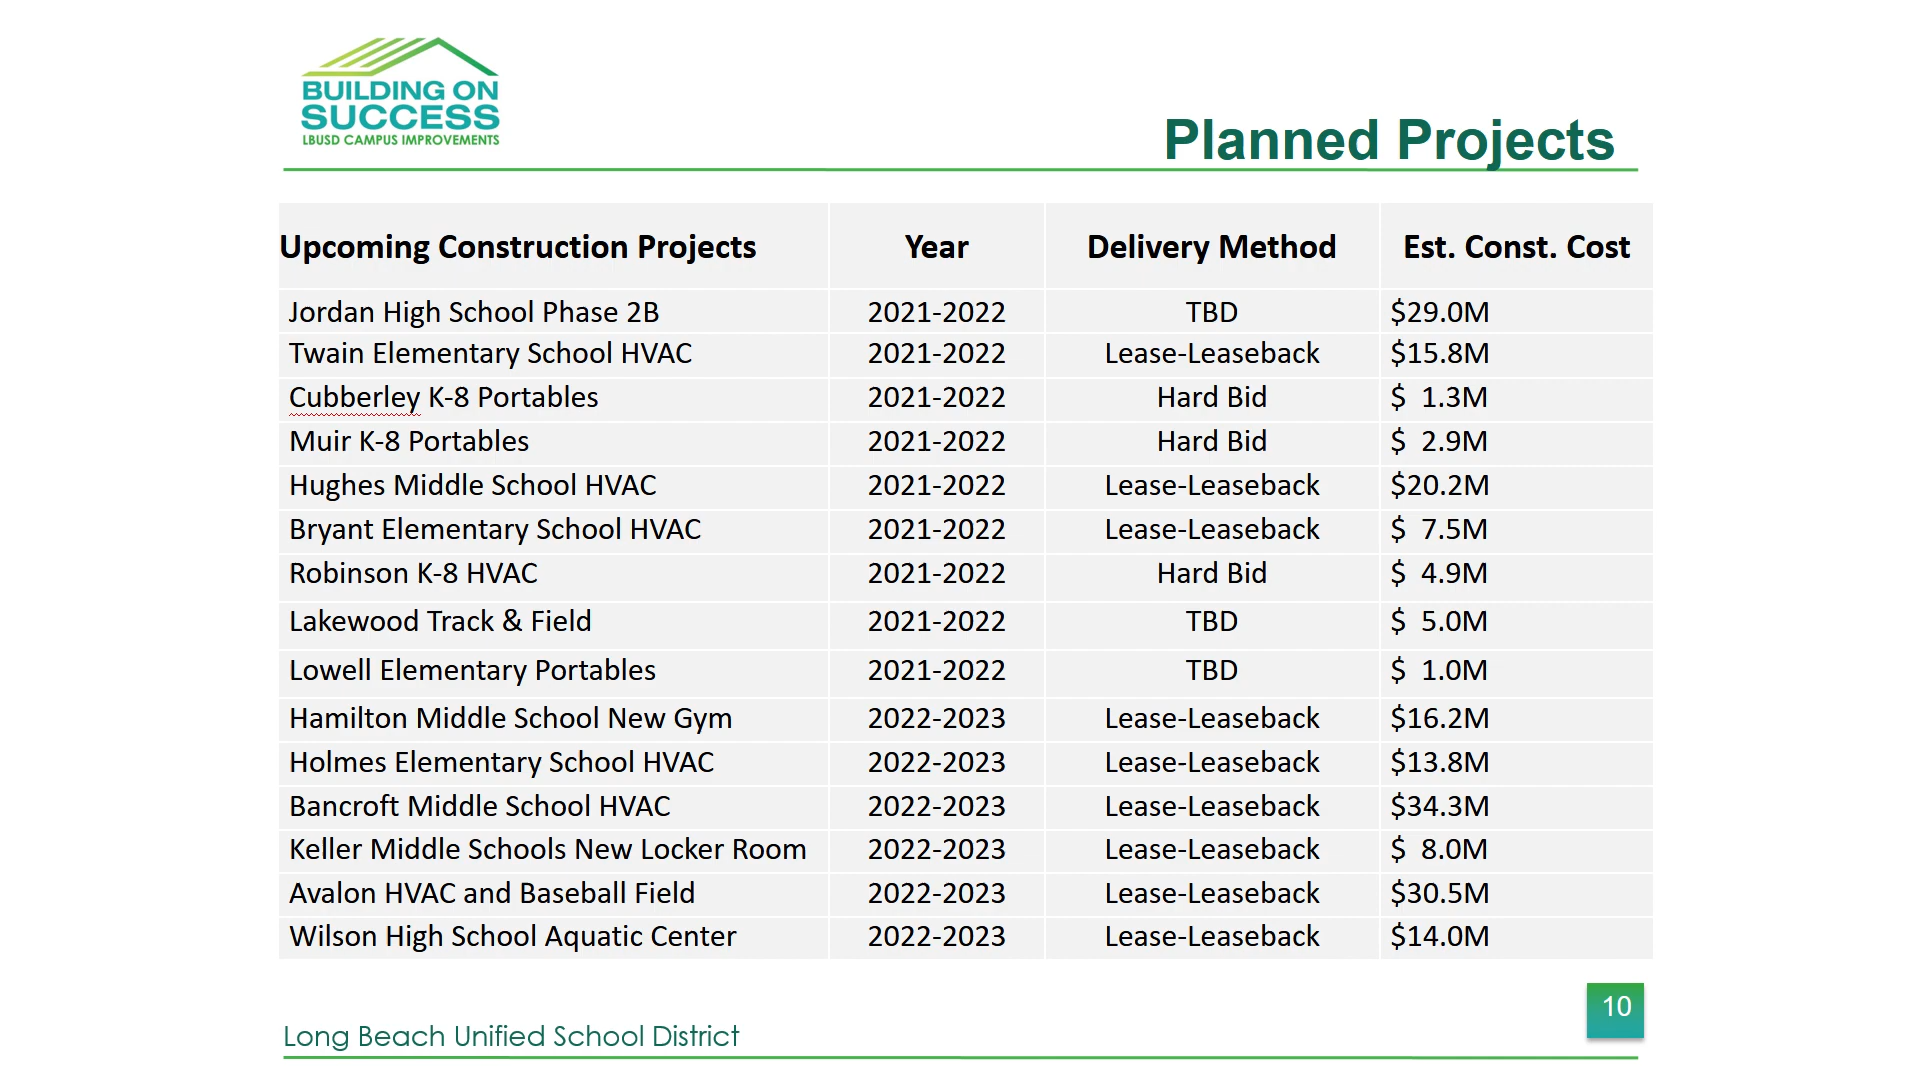 BUILDING ON
SUCCESS
LBUSD CAMPUS IMPROVEMENTS
Planned Projects
Upcoming Construction Projects Year Delivery Method Est. Const. Cost
Jordan High School Phase 2B 2021-2022 TBD $29.0M
Twain Elementary School HVAC 2021-2022 Lease-Leaseback $15.8M
Cubberley K-8 Portables 2021-2022 Hard Bid $ 1.3M
Muir K-8 Portables 2021-2022 Hard Bid $ 2.9M
Hughes Middle School HVAC 2021-2022 Lease-Leaseback $20.2M
Bryant Elementary School HVAC 2021-2022 Lease-Leaseback $ 7.5M
Robinson K-8 HVAC 2021-2022 Hard Bid $ 4.9M
Lakewood Track & Field 2021-2022 TBD $ 5.0M
Lowell Elementary Portables 2021-2022 TBD $ 1.0M
Hamilton Middle School New Gym 2022-2023 Lease-Leaseback $16.2M
Holmes Elementary School HVAC 2022-2023 Lease-Leaseback $13.8M
Bancroft Middle School HVAC 2022-2023 Lease-Leaseback $34.3M
Keller Middle Schools New Locker Room 2022-2023 Lease-Leaseback $ 8.0M
Avalon HVAC and Baseball Field 2022-2023 Lease-Leaseback $30.5M
Wilson High School Aquatic Center 2022-2023 Lease-Leaseback $14.0M
10
Long Beach Unified School District